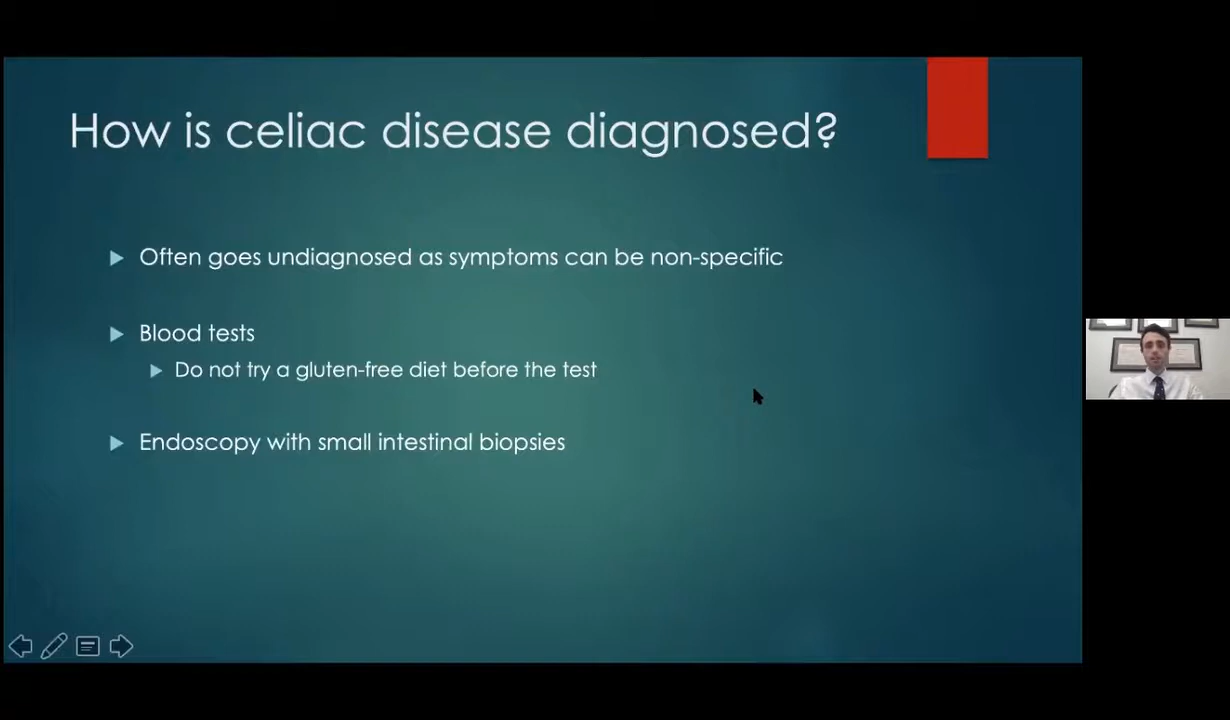 How is celiac disease diagnosed?
Often goes undiagnosed as symptoms can be non-specific
Blood tests
Do not try a gluten-free diet before the test
Endoscopy with small intestinal biopsies